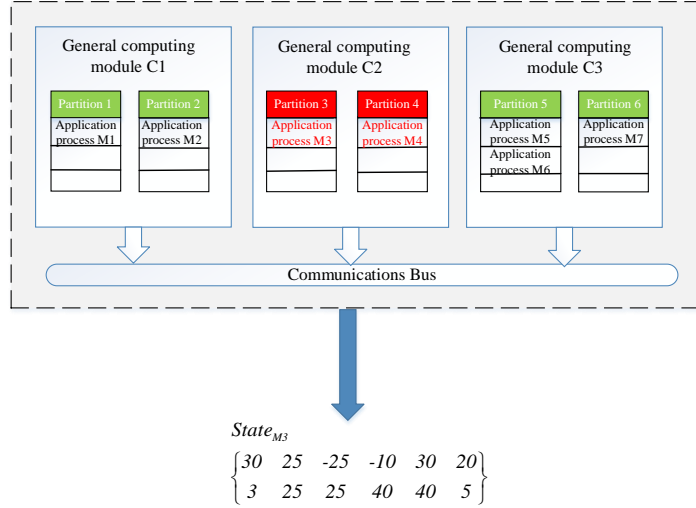 General computing
module C1
General computing
module C2
General computing
module C3
Partition 1
Partition 2
Partition 3
Partition 4
Partition 5
Partition 6
Application
process M1
Application
process M2
Application
process M3
Application
process M4
Application
process M5
Application
process M6
Application
process M7
Communications Bus
State_M3
30 25 -25 -10 30 20
3 25 25 40 40 5